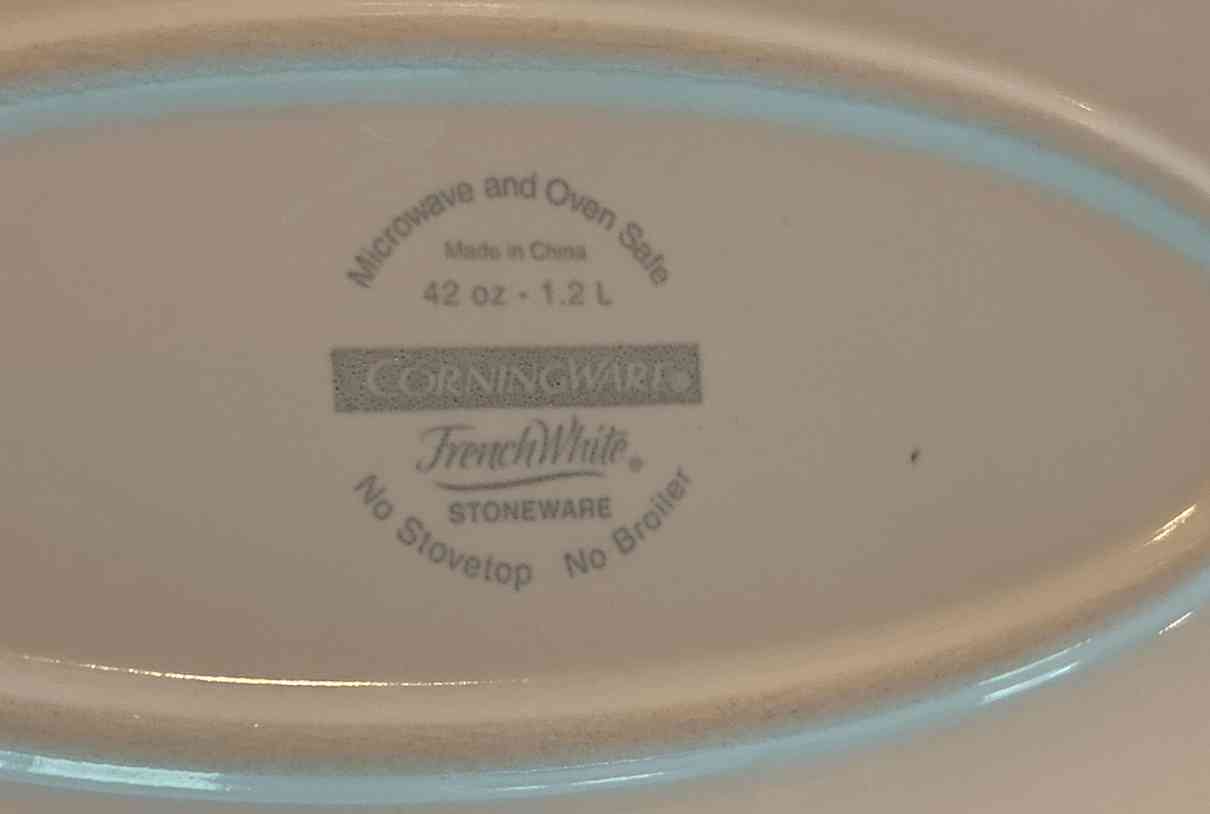 Microwave and Oven Safe
Made in China
42 oz - 1.2 L
CORNINGWARE®
FrenchWhite®
STONEWARE
No Stovetop No Broiler